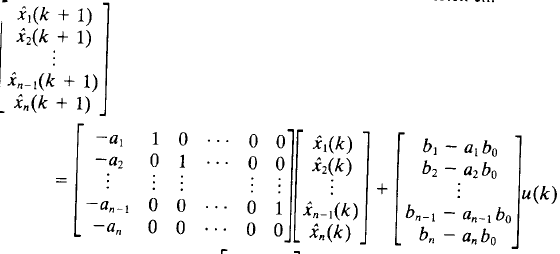 x̂₁(k + 1)
x̂₂(k + 1)
⋮
x̂ₙ₋₁(k + 1)
x̂ₙ(k + 1)
= [ −a₁ 1 0 ⋯ 0 0 ] [ x̂₁(k) ] + [ b₁ − a₁b₀ ] u(k)
−a₂ 0 1 ⋯ 0 0 x̂₂(k) b₂ − a₂b₀
⋮ ⋮ ⋮ ⋮ ⋮ ⋮ ⋮
−aₙ₋₁ 0 0 ⋯ 0 1 x̂ₙ₋₁(k) bₙ₋₁ − aₙ₋₁b₀
−aₙ 0 0 ⋯ 0 0 x̂ₙ(k) bₙ − aₙb₀